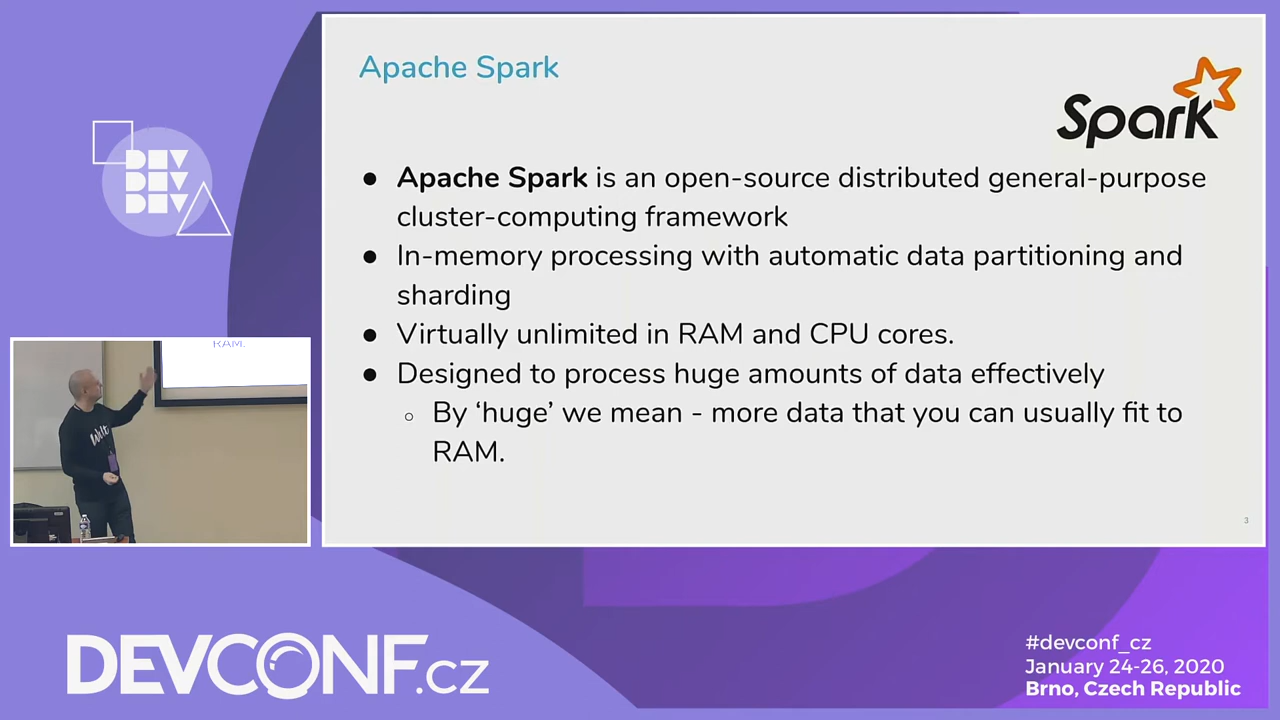 Apache Spark
Spark
● Apache Spark is an open-source distributed general-purpose
cluster-computing framework
● In-memory processing with automatic data partitioning and
sharding
● Virtually unlimited in RAM and CPU cores.
● Designed to process huge amounts of data effectively
○ By ‘huge’ we mean - more data that you can usually fit to
RAM.
3
DEV
DEV
DEV
RAM.
DEVCONF.cz
#devconf_cz
January 24-26, 2020
Brno, Czech Republic